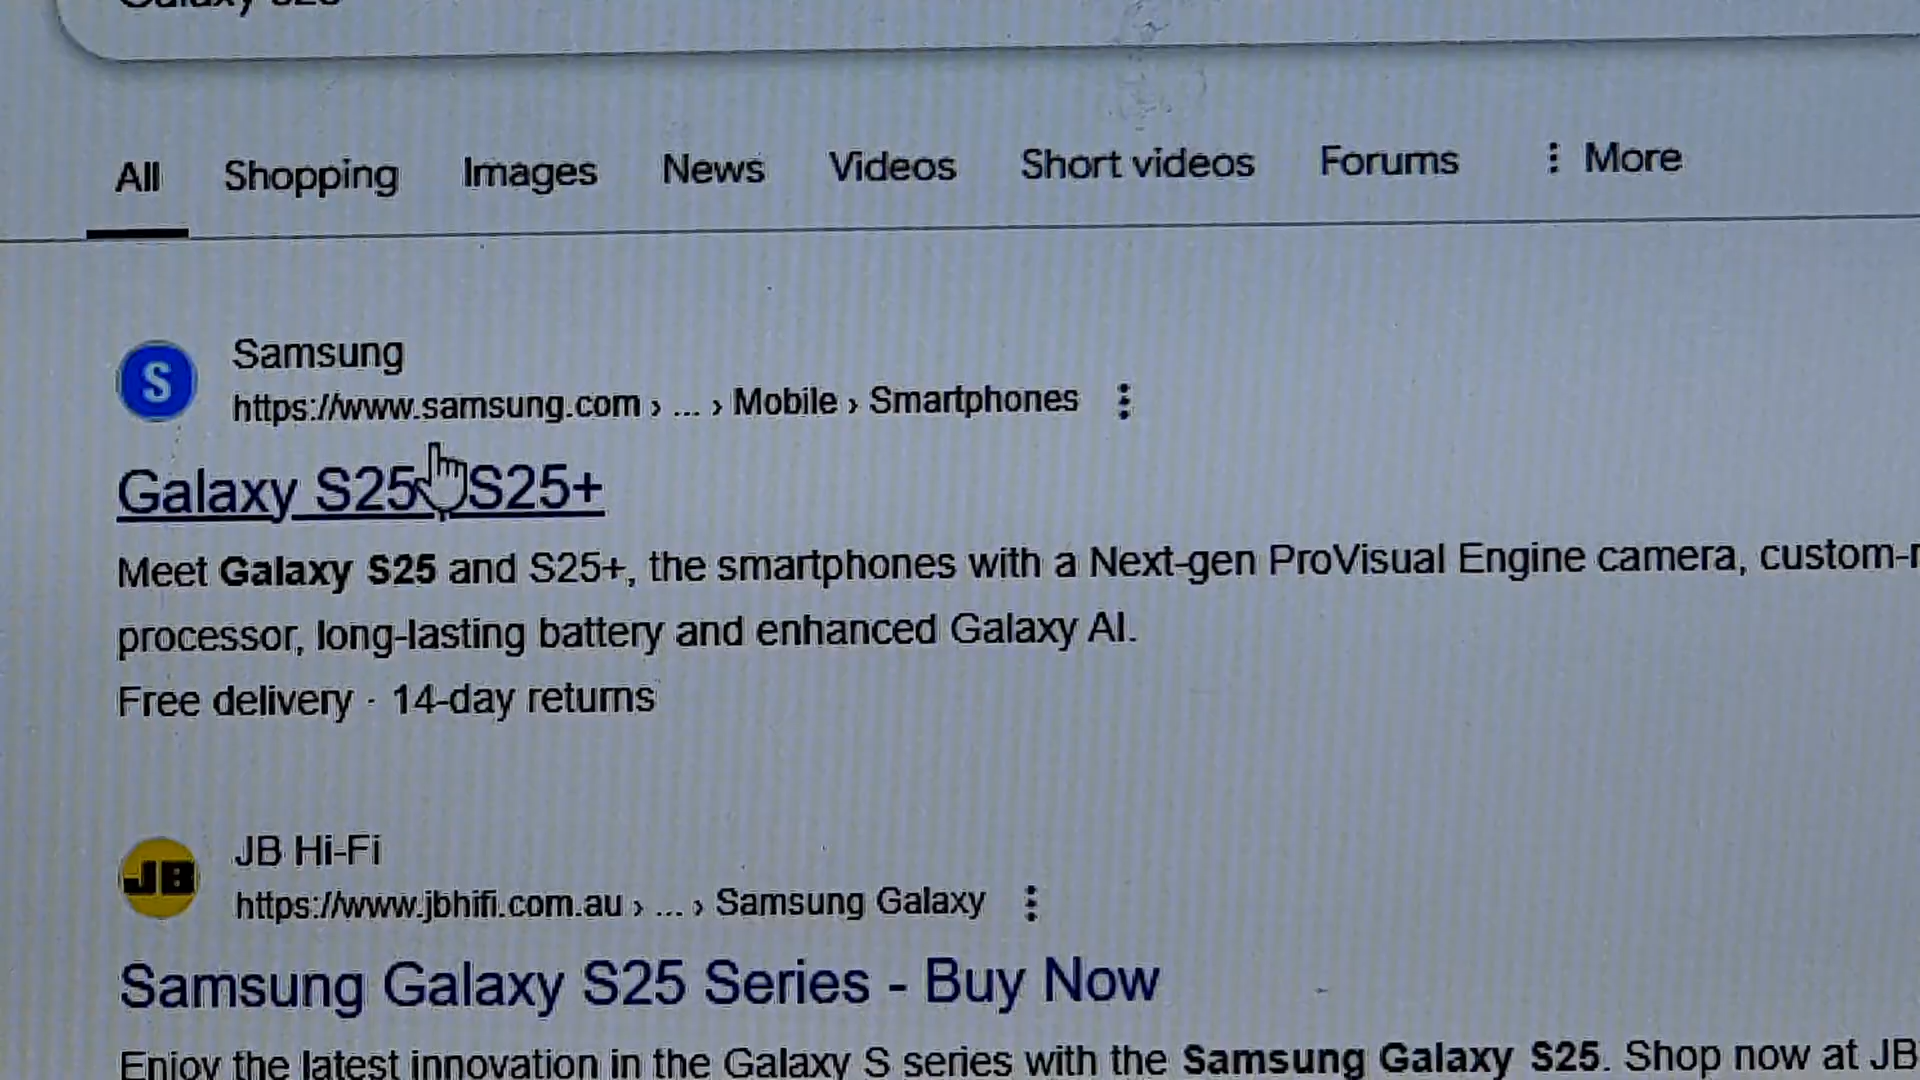 All Shopping Images News Videos Short videos Forums More
S
Samsung
https://www.samsung.com › ... › Mobile › Smartphones
Galaxy S25 S25+
Meet Galaxy S25 and S25+, the smartphones with a Next-gen ProVisual Engine camera,
processor, long-lasting battery and enhanced Galaxy AI.
Free delivery · 14-day returns
JB
JB Hi-Fi
https://www.jbhifi.com.au › ... › Samsung Galaxy
Samsung Galaxy S25 Series - Buy Now
Enjoy the latest innovation in the Galaxy S series with the Samsung Galaxy S25. Shop now at JB